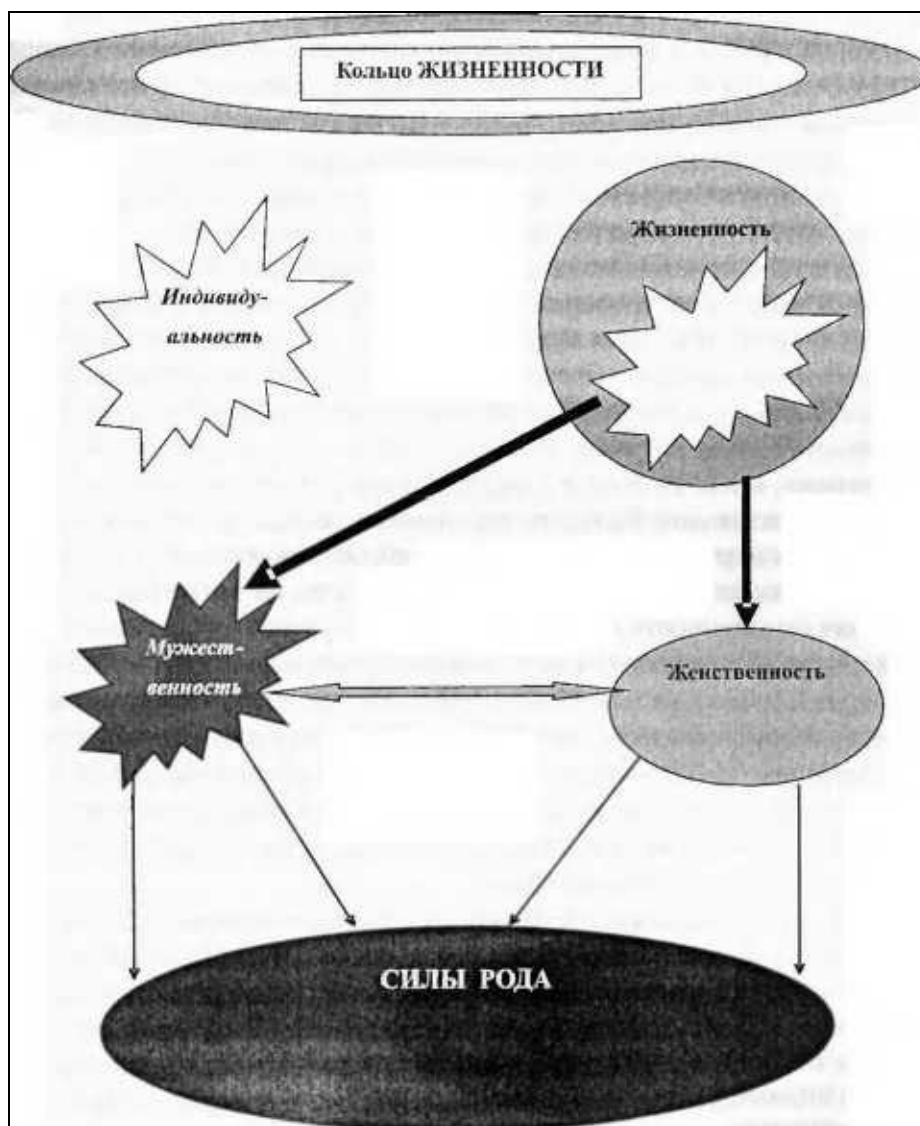 Кольцо ЖИЗНЕННОСТИ
Жизненность
Индивиду-
альность
Мужест-
венность
Женственность
СИЛЫ РОДА